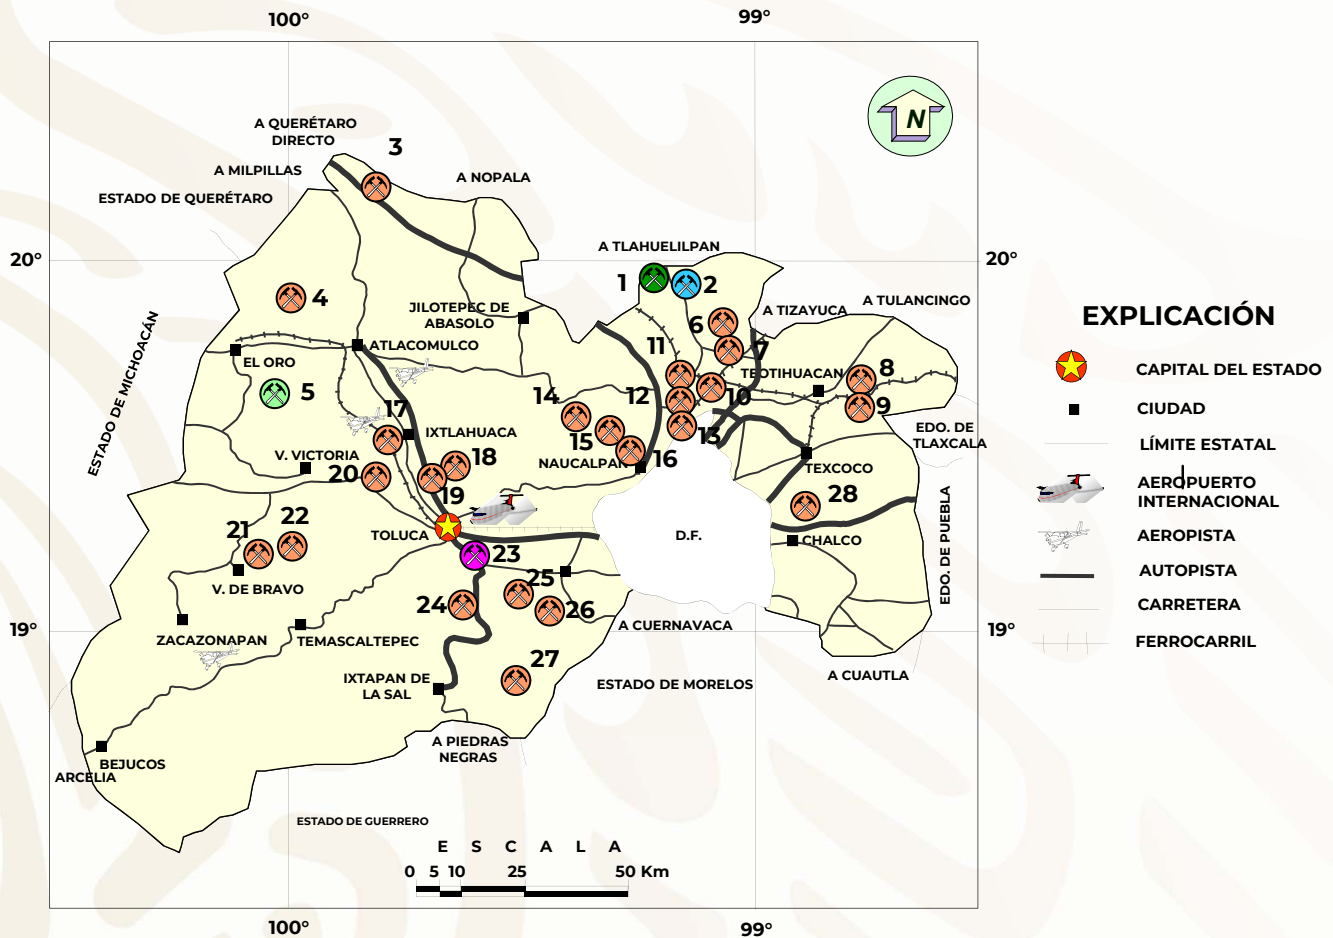 100°
99°
A QUERÉTARO
DIRECTO
3
A MILPILLAS
A NOPALA
ESTADO DE QUERÉTARO
N
A TLAHUELILPAN
20°
20°
1
2
4
JILOTEPEC DE
ABASOLO
A TIZAYUCA
A TULANCINGO
6
ESTADO DE MICHOACÁN
ATLACOMULCO
11
7
EL ORO
TEOTIHUACAN
8
5
14
12
10
9
17
15
13
IXTLAHUACA
EDO. DE
TLAXCALA
V. VICTORIA
18
NAUCALPAN
16
20
TEXCOCO
19
28
TOLUCA
D.F.
CHALCO
EDO. DE PUEBLA
21
22
23
V. DE BRAVO
25
24
26
19°
19°
A CUERNAVACA
ZACAZONAPAN
TEMASCALTEPEC
27
IXTAPAN DE
LA SAL
ESTADO DE MORELOS
A CUAUTLA
A PIEDRAS
NEGRAS
BEJUCOS
ARCELIA
ESTADO DE GUERRERO
E S C A L A
0 5 10 25 50 Km
100°
99°
EXPLICACIÓN
CAPITAL DEL ESTADO
CIUDAD
LÍMITE ESTATAL
AEROPUERTO
INTERNACIONAL
AEROPISTA
AUTOPISTA
CARRETERA
FERROCARRIL